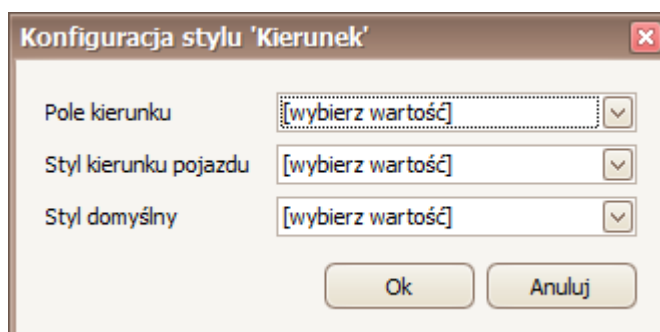 Konfiguracja stylu 'Kierunek'
Pole kierunku [wybierz wartość]
Styl kierunku pojazdu [wybierz wartość]
Styl domyślny [wybierz wartość]
Ok Anuluj